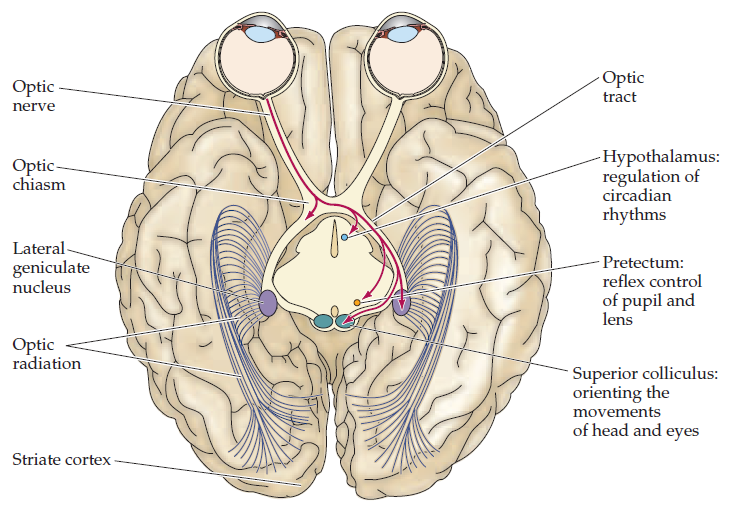 Optic
nerve
Optic
chiasm
Lateral
geniculate
nucleus
Optic
radiation
Striate cortex
Optic
tract
Hypothalamus:
regulation of
circadian
rhythms
Pretectum:
reflex control
of pupil and
lens
Superior colliculus:
orienting the
movements
of head and eyes